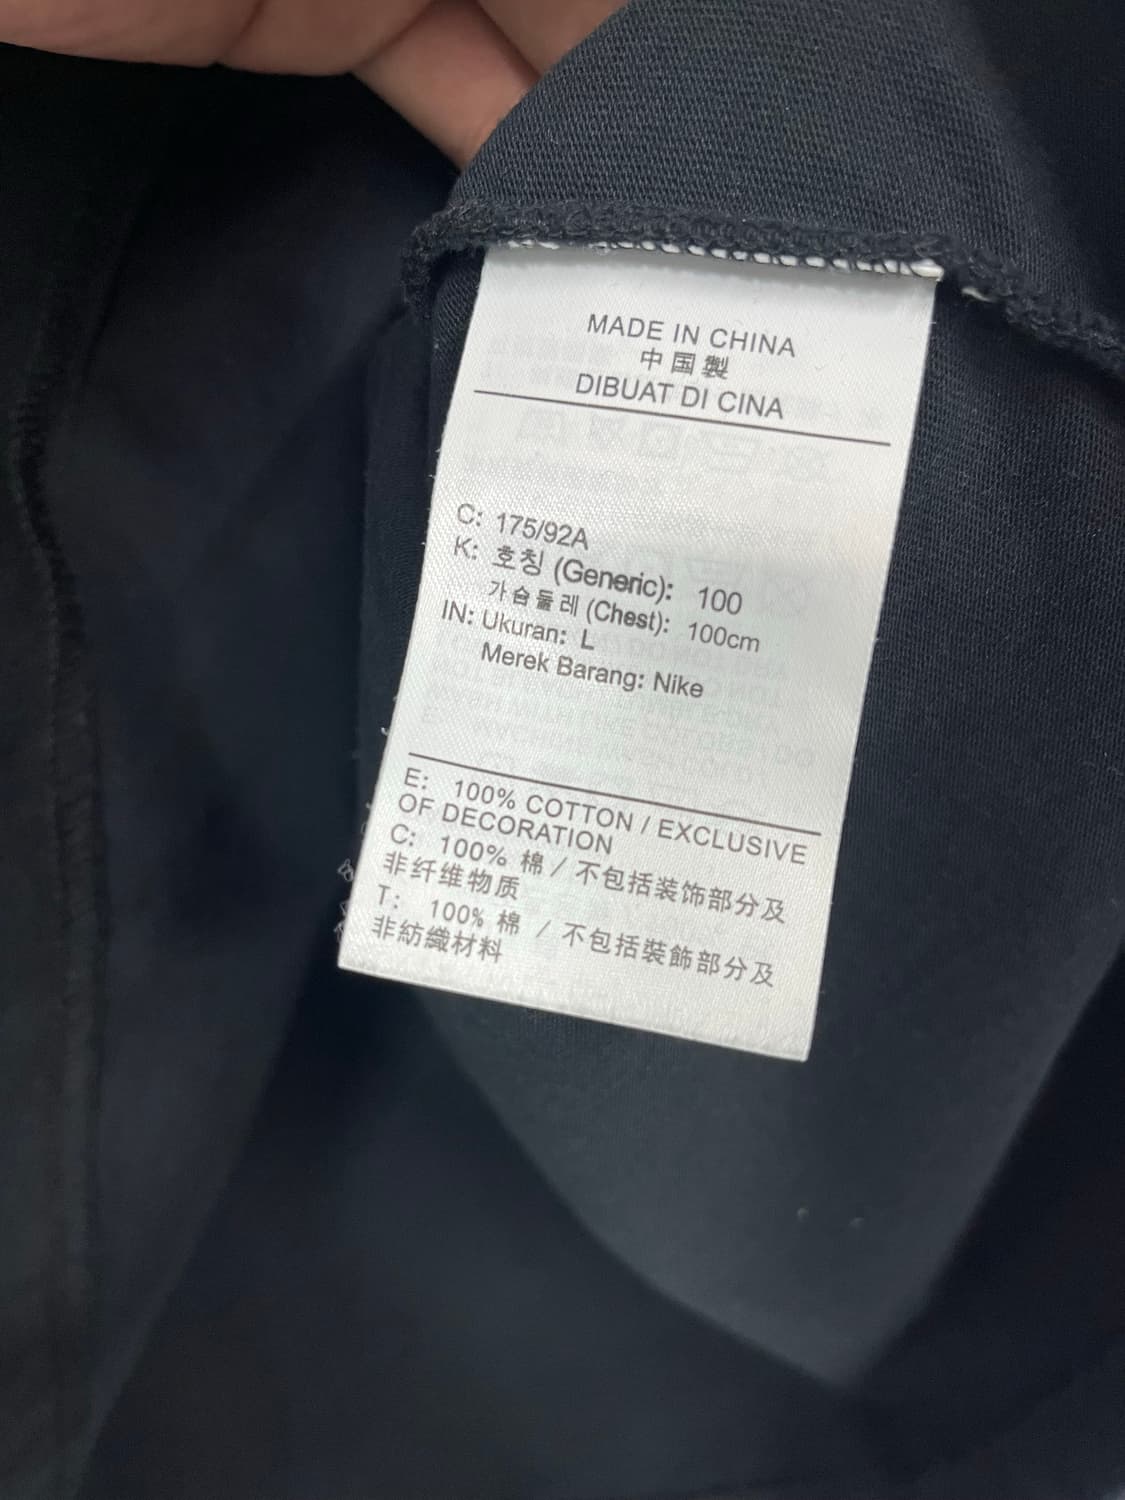 MADE IN CHINA
中国製
DIBUAT DI CINA
C: 175/92A
K: 호칭 (Generic): 100
가슴둘레 (Chest): 100cm
IN: Ukuran: L
Merek Barang: Nike
E: 100% COTTON / EXCLUSIVE
OF DECORATION
C: 100% 棉 / 不包括装饰部分及
非纤维物质
T: 100% 棉 / 不包括裝飾部分及
非紡織材料